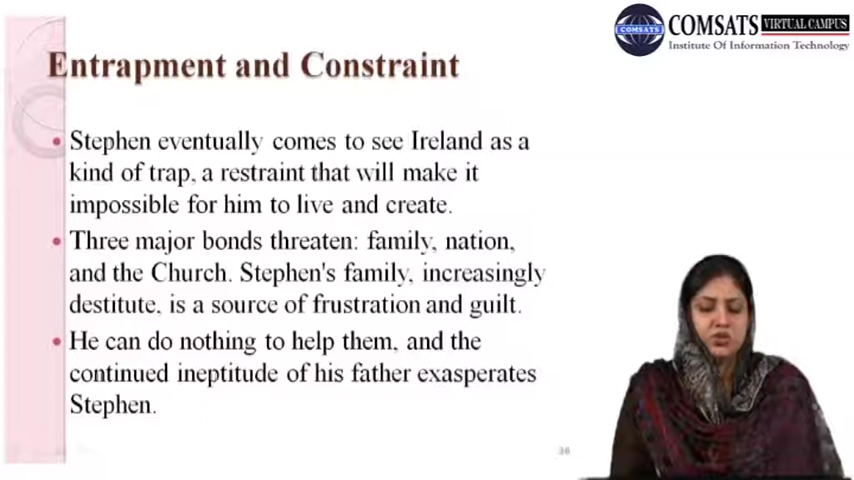 COMSATS VIRTUAL CAMPUS
COMSATS
Institute Of Information Technology
Entrapment and Constraint
• Stephen eventually comes to see Ireland as a
kind of trap, a restraint that will make it
impossible for him to live and create.
• Three major bonds threaten: family, nation,
and the Church. Stephen's family, increasingly
destitute, is a source of frustration and guilt.
• He can do nothing to help them, and the
continued ineptitude of his father exasperates
Stephen.
36